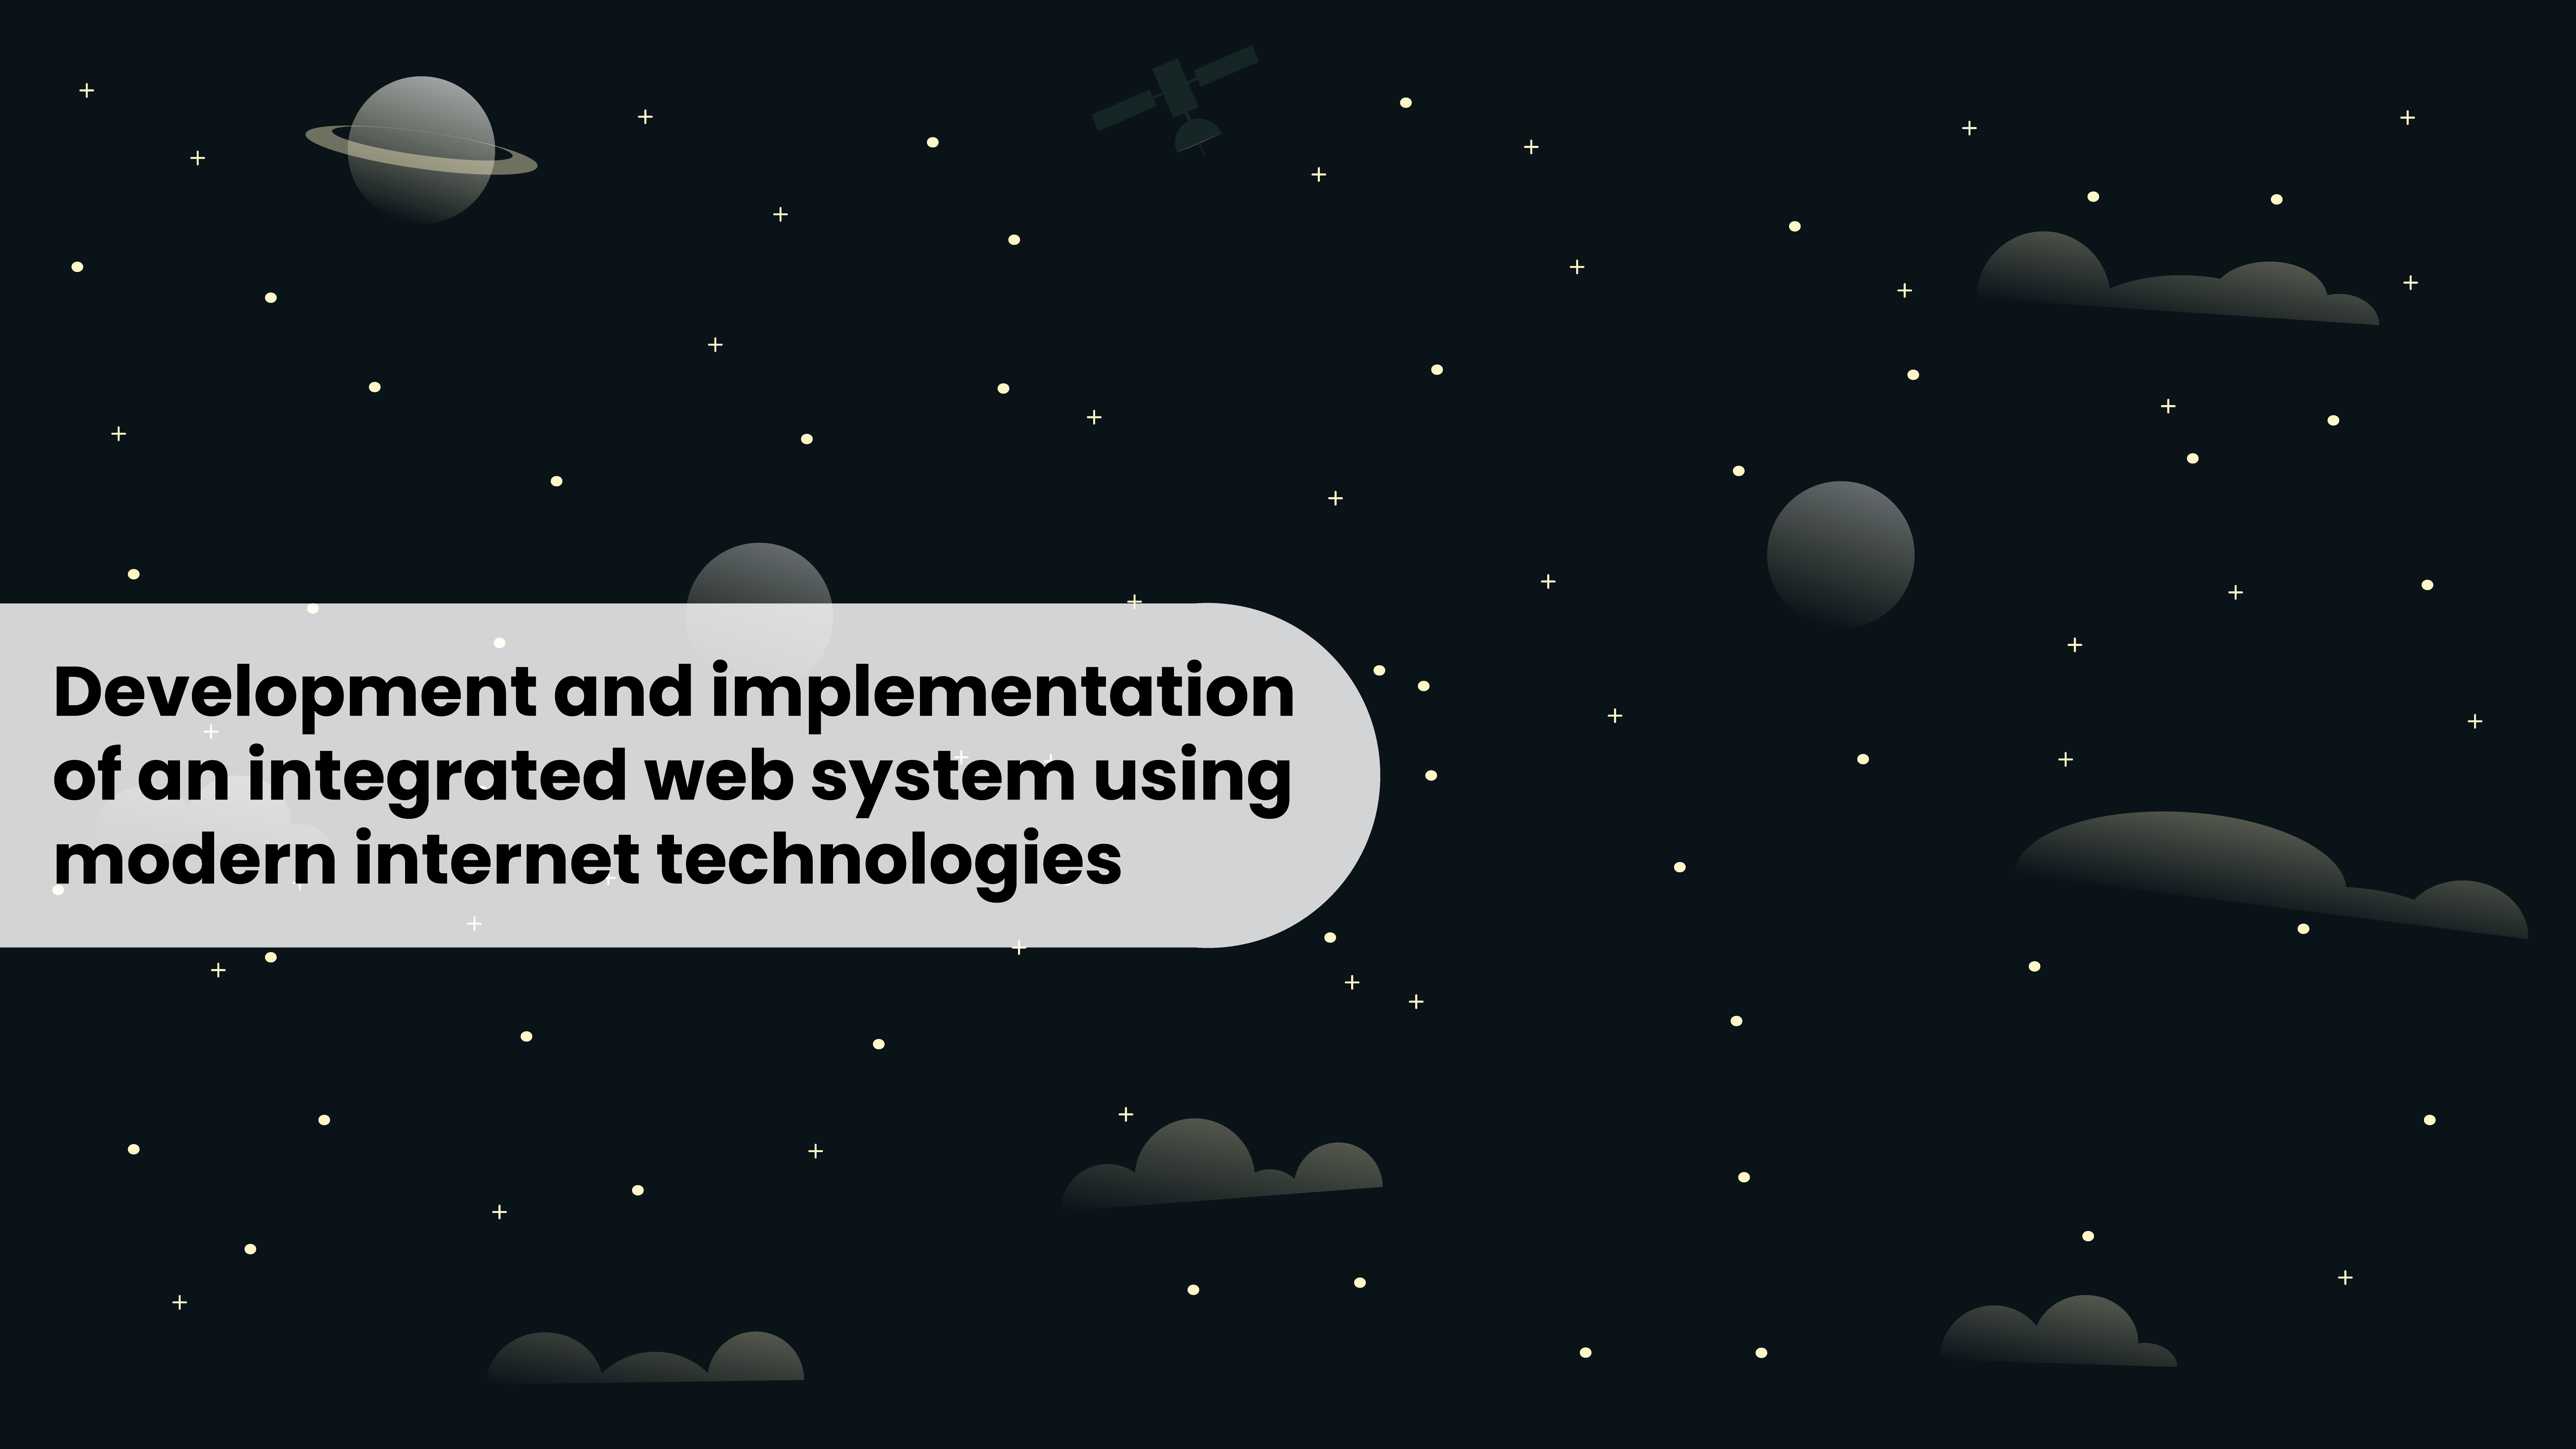 Development and implementation
of an integrated web system using
modern internet technologies